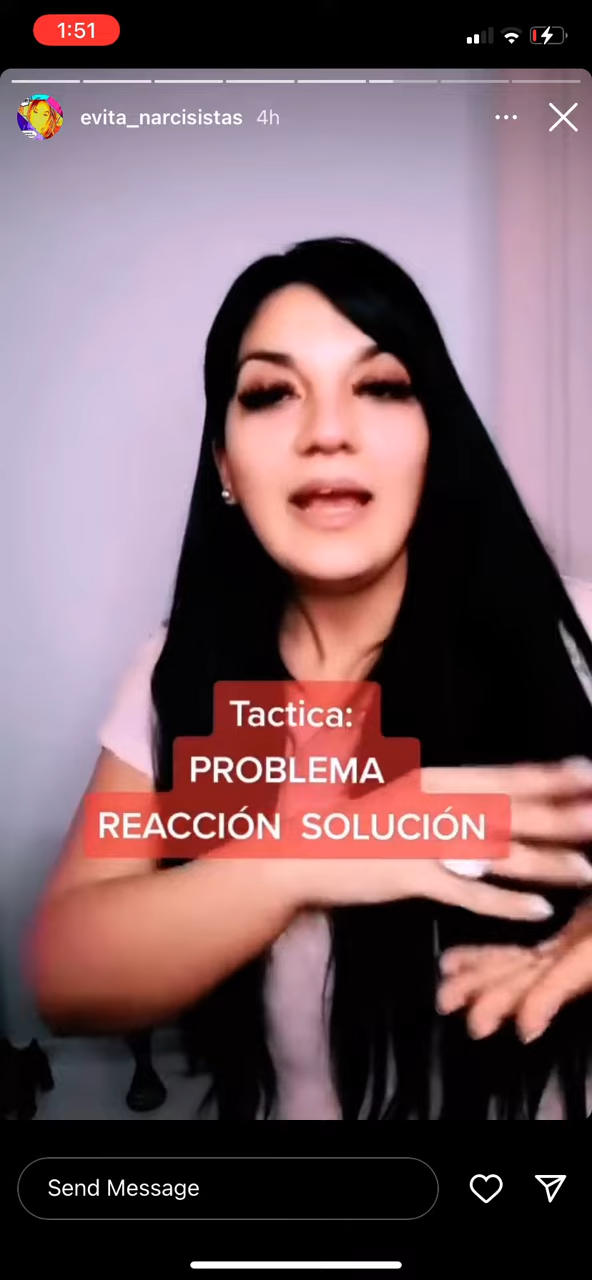 1:51
evita_narcisistas 4h
Tactica:
PROBLEMA
REACCIÓN SOLUCIÓN
Send Message